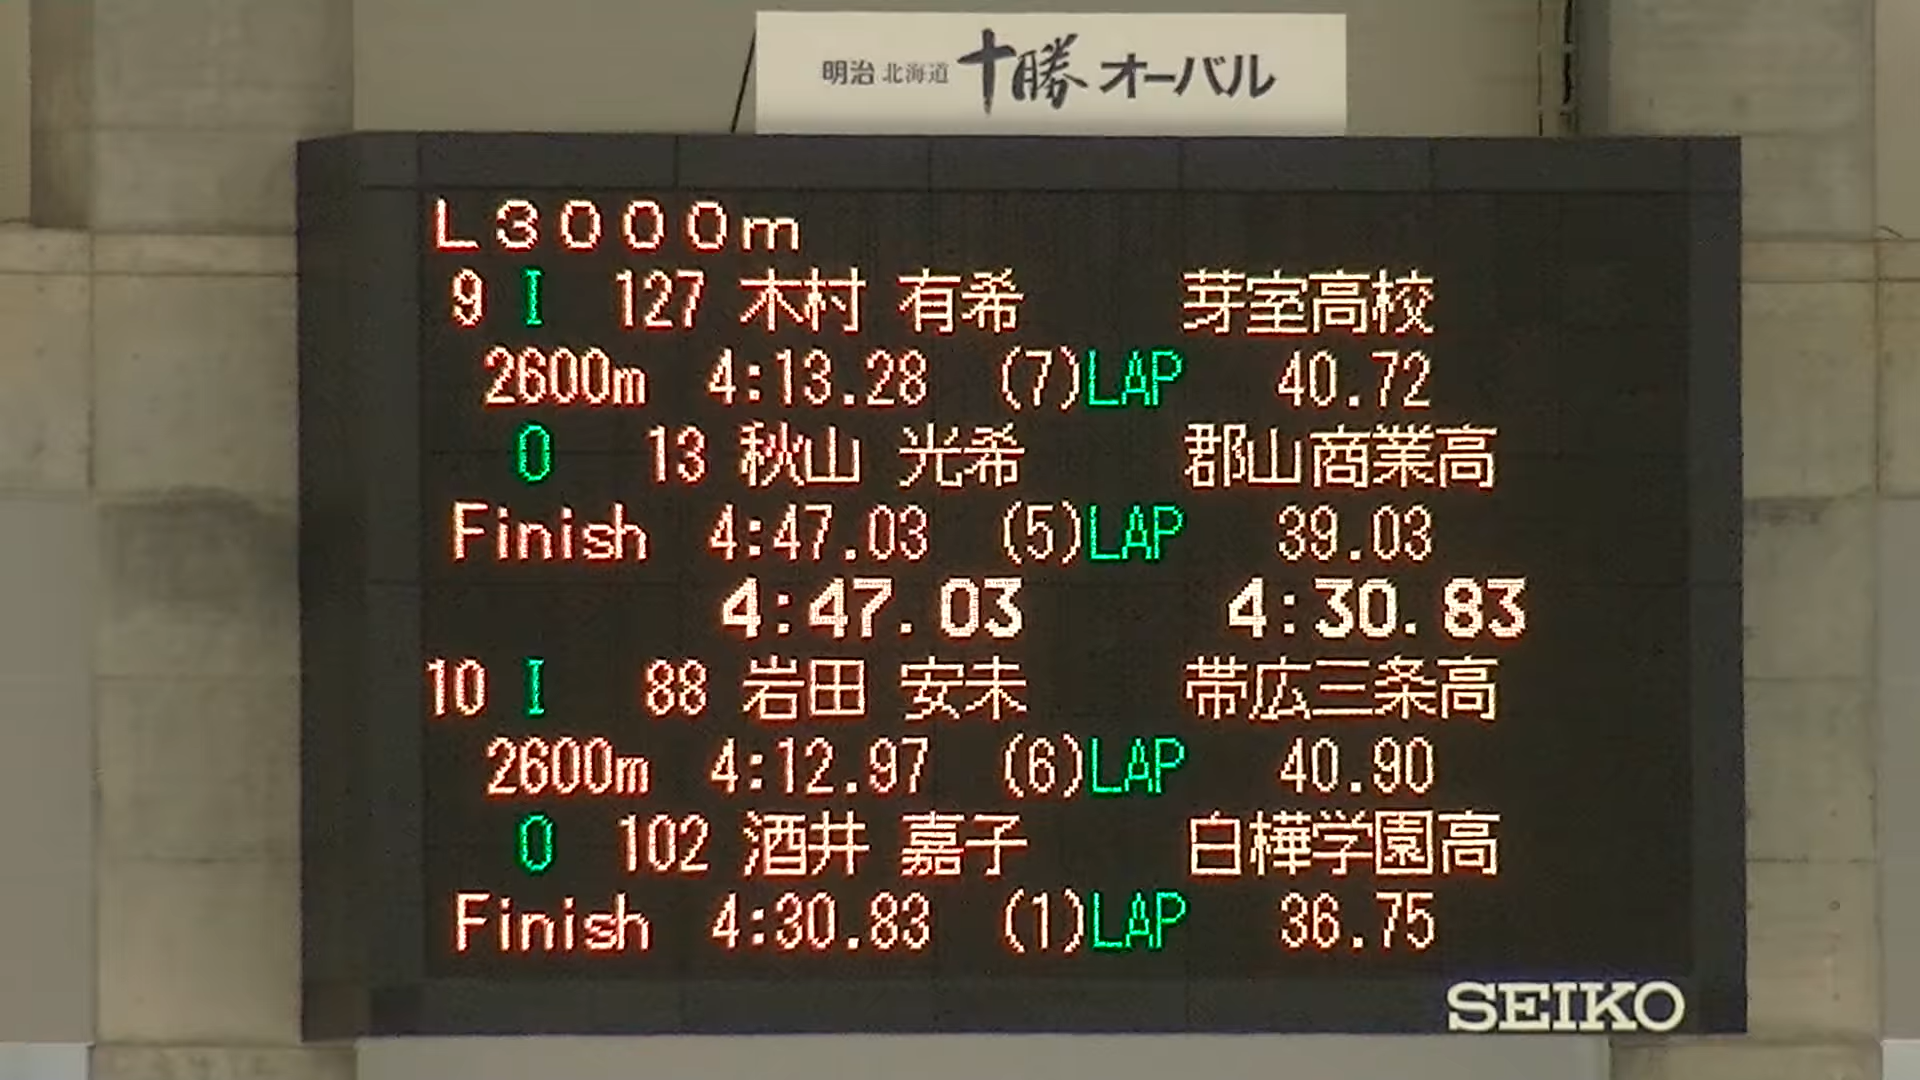 明治 北海道 十勝 オーバル
L3000m
9 I 127 木村 有希 芽室高校
2600m 4:13.28 (7)LAP 40.72
O 13 秋山 光希 郡山商業高
Finish 4:47.03 (5)LAP 39.03
4:47.03 4:30.83
10 I 88 岩田 安未 帯広三条高
2600m 4:12.97 (6)LAP 40.90
O 102 酒井 嘉子 白樺学園高
Finish 4:30.83 (1)LAP 36.75
SEIKO